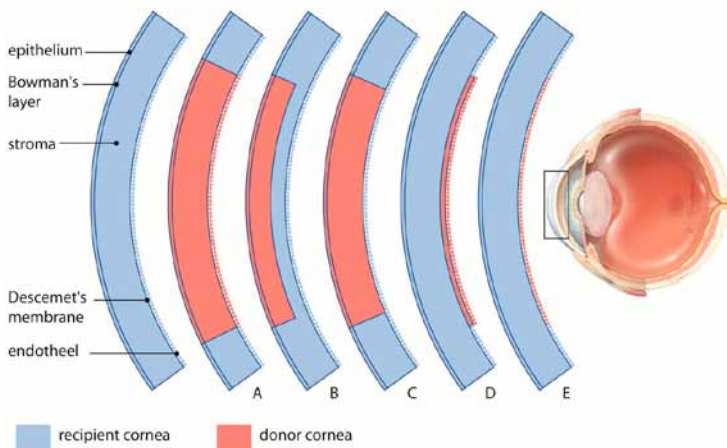 epithelium
Bowman's
layer
stroma
Descemet's
membrane
endotheel
A B C D E
recipient cornea donor cornea